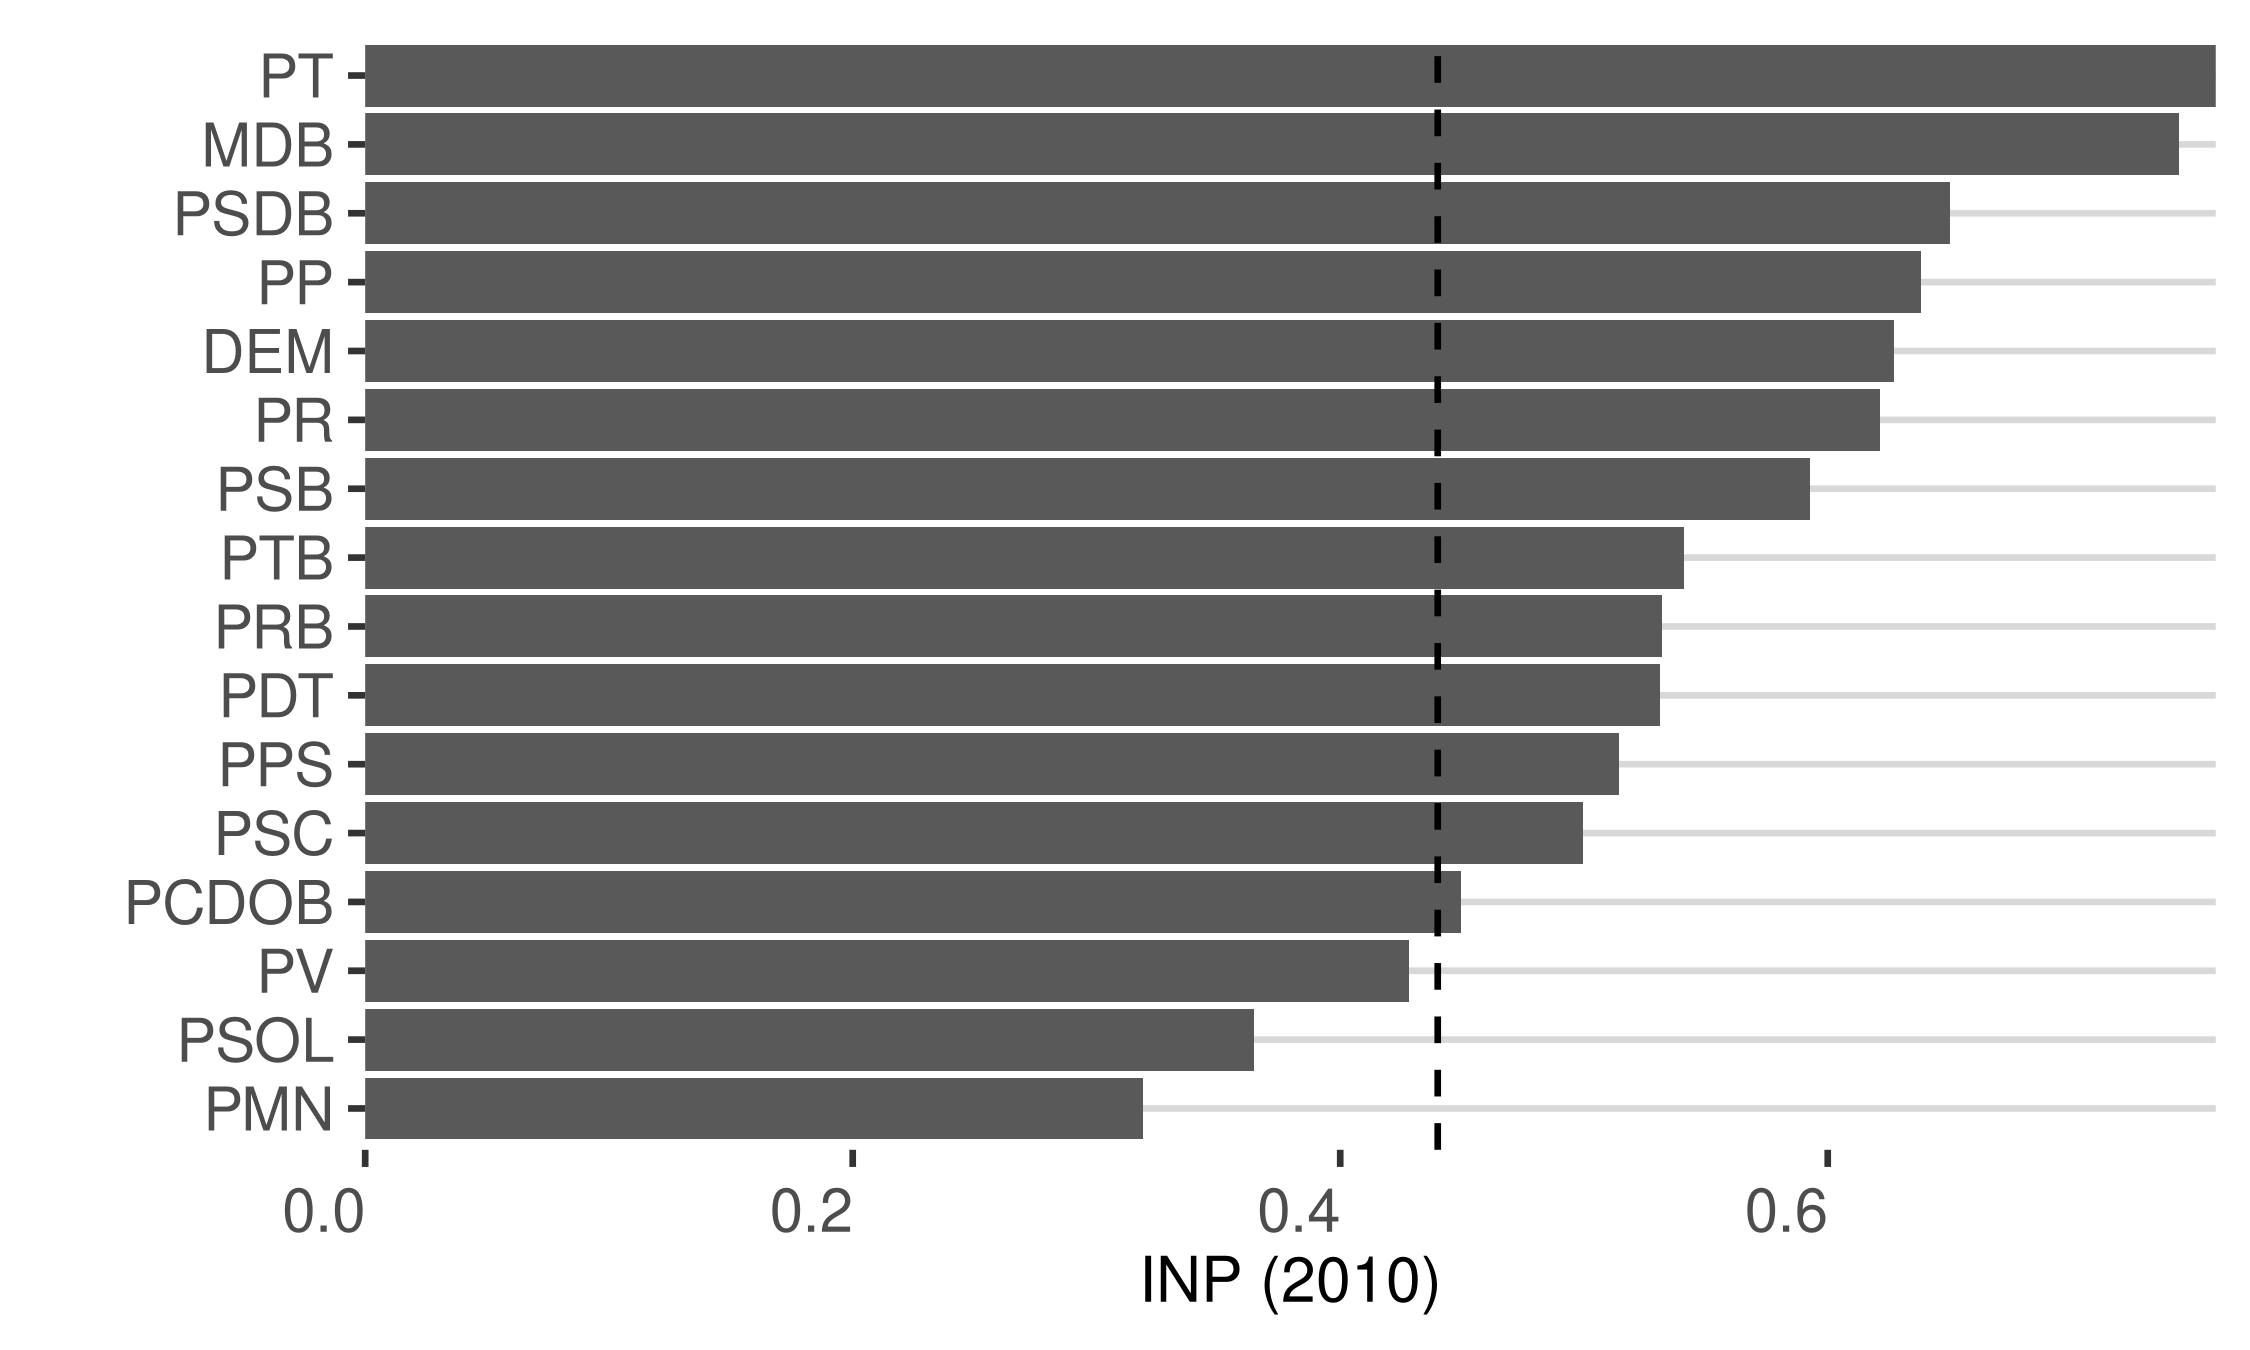 PT
MDB
PSDB
PP
DEM
PR
PSB
PTB
PRB
PDT
PPS
PSC
PCDOB
PV
PSOL
PMN
0.0 0.2 0.4 0.6
INP (2010)